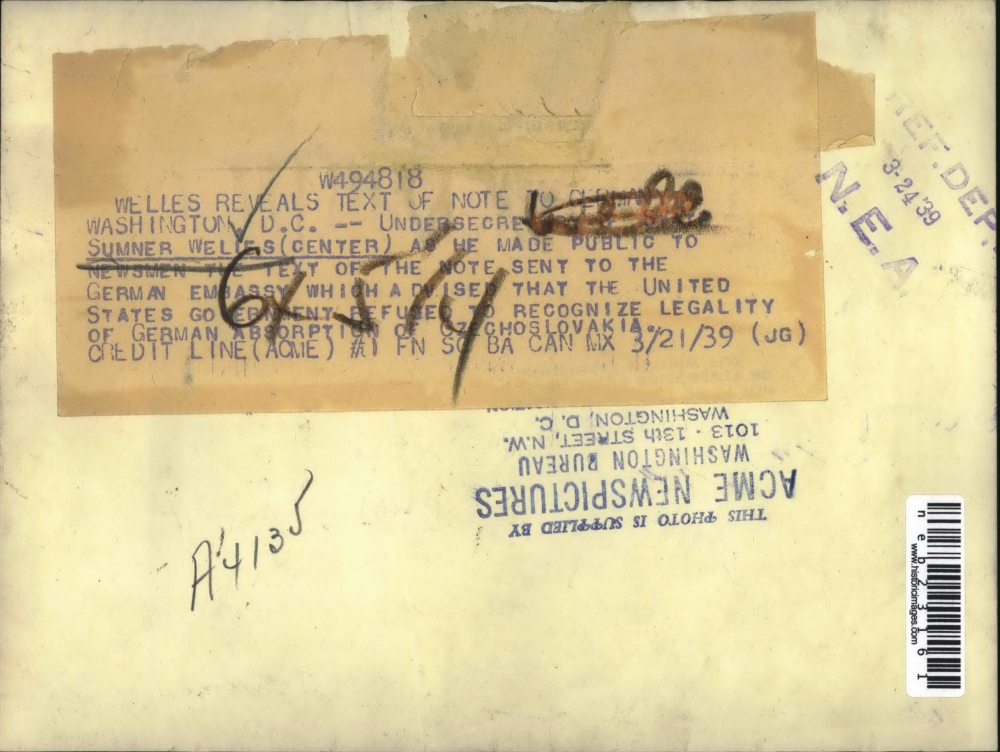 W494818
WELLES REVEALS TEXT OF NOTE TO
WASHINGTON, D.C. -- UNDERSECRE
SUMNER WELLES (CENTER) AS HE MADE PUBLIC TO
NEWSMEN THE TEXT OF THE NOTE SENT TO THE
GERMAN EMBASSY WHICH ADVISED THAT THE UNITED
STATES GOVERNMENT REFUSED TO RECOGNIZE LEGALITY
OF GERMAN ABSORPTION OF CZECHOSLOVAKIA.
CREDIT LINE (ACME) #1 FN SC BA CAN MX 3/21/39 (JG)
REF. DEPT.
3-24 '39
N. E. A.
THIS PHOTO IS SUPPLIED BY
ACME NEWSPICTURES
WASHINGTON BUREAU
1013 - 13th STREET, N.W.
WASHINGTON, D. C.
A'4135
neb23161
www.historicimages.com